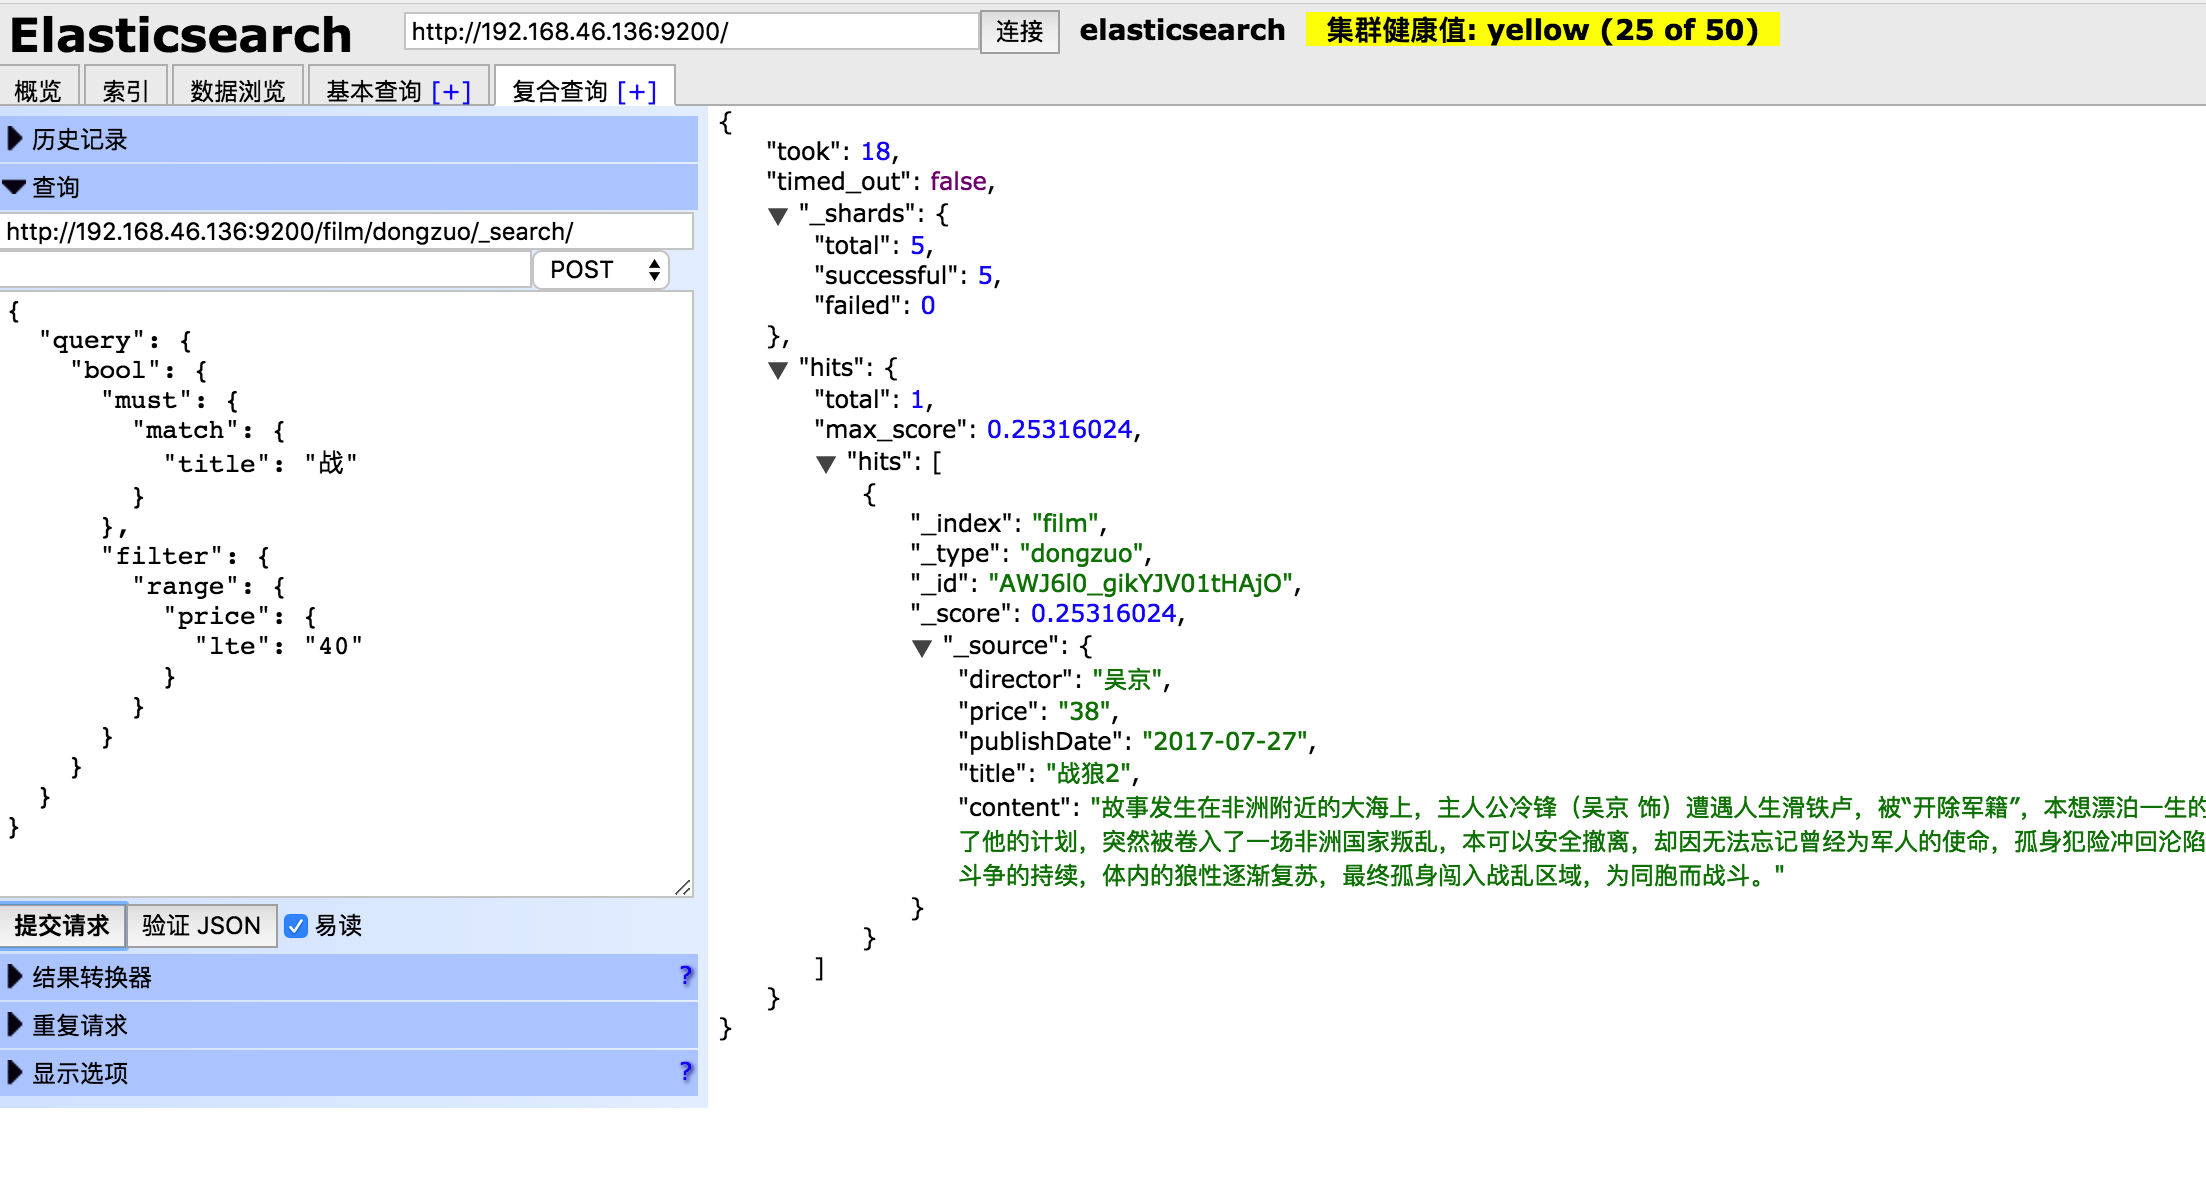 Elasticsearch http://192.168.46.136:9200/ 连接 elasticsearch 集群健康值: yellow (25 of 50)
概览 索引 数据浏览 基本查询 [+] 复合查询 [+]
历史记录
查询
http://192.168.46.136:9200/film/dongzuo/_search/
POST
{
"query": {
"bool": {
"must": {
"match": {
"title": "战"
}
},
"filter": {
"range": {
"price": {
"lte": "40"
}
}
}
}
}
}
提交请求 验证 JSON 易读
结果转换器 ?
重复请求
显示选项 ?
{
"took": 18,
"timed_out": false,
"_shards": {
"total": 5,
"successful": 5,
"failed": 0
},
"hits": {
"total": 1,
"max_score": 0.25316024,
"hits": [
{
"_index": "film",
"_type": "dongzuo",
"_id": "AWJ6l0_gikYJV01tHAjO",
"_score": 0.25316024,
"_source": {
"director": "吴京",
"price": "38",
"publishDate": "2017-07-27",
"title": "战狼2",
"content": "故事发生在非洲附近的大海上，主人公冷锋（吴京 饰）遭遇人生滑铁卢，被“开除军籍”，本想漂泊一生的
了他的计划，突然被卷入了一场非洲国家叛乱，本可以安全撤离，却因无法忘记曾经为军人的使命，孤身犯险冲回沦陷
斗争的持续，体内的狼性逐渐复苏，最终孤身闯入战乱区域，为同胞而战斗。"
}
}
]
}
}